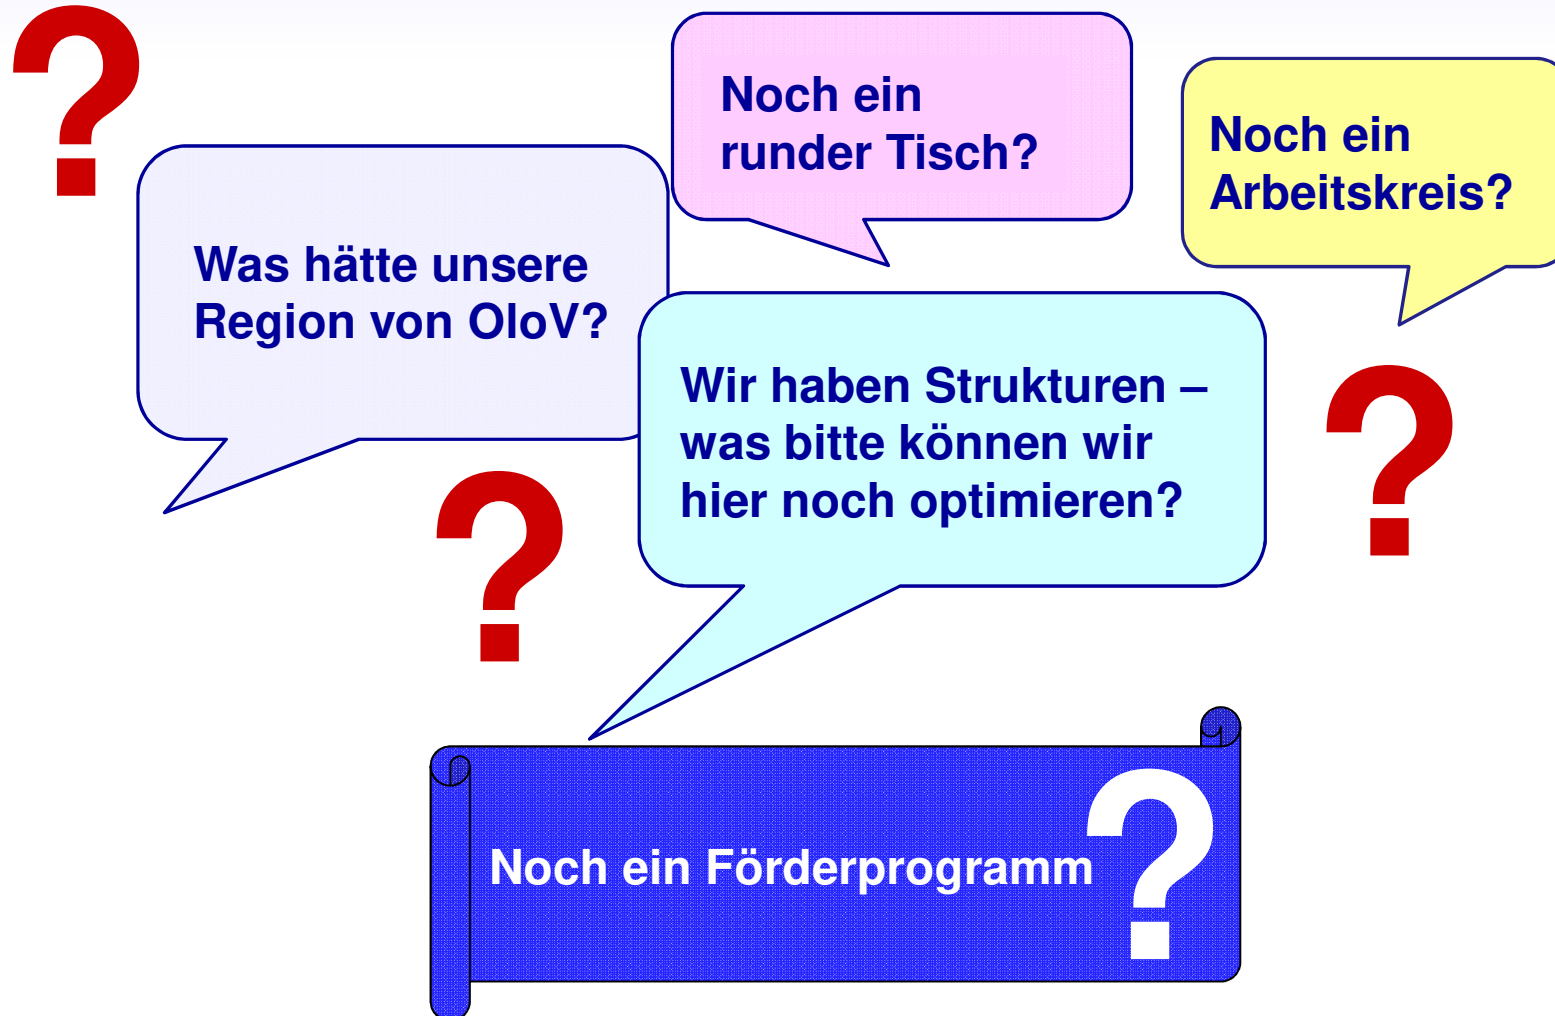 ?
Noch ein
runder Tisch?
Noch ein
Arbeitskreis?
Was hätte unsere
Region von OloV?
Wir haben Strukturen –
was bitte können wir
hier noch optimieren?
?
?
Noch ein Förderprogramm ?